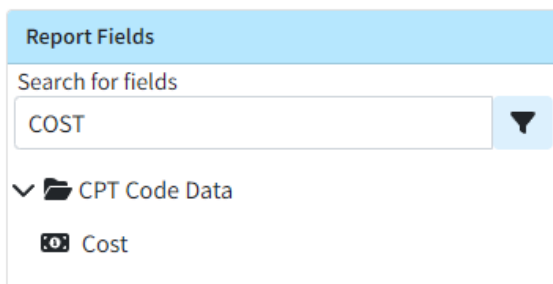 Report Fields
Search for fields
COST
CPT Code Data
Cost